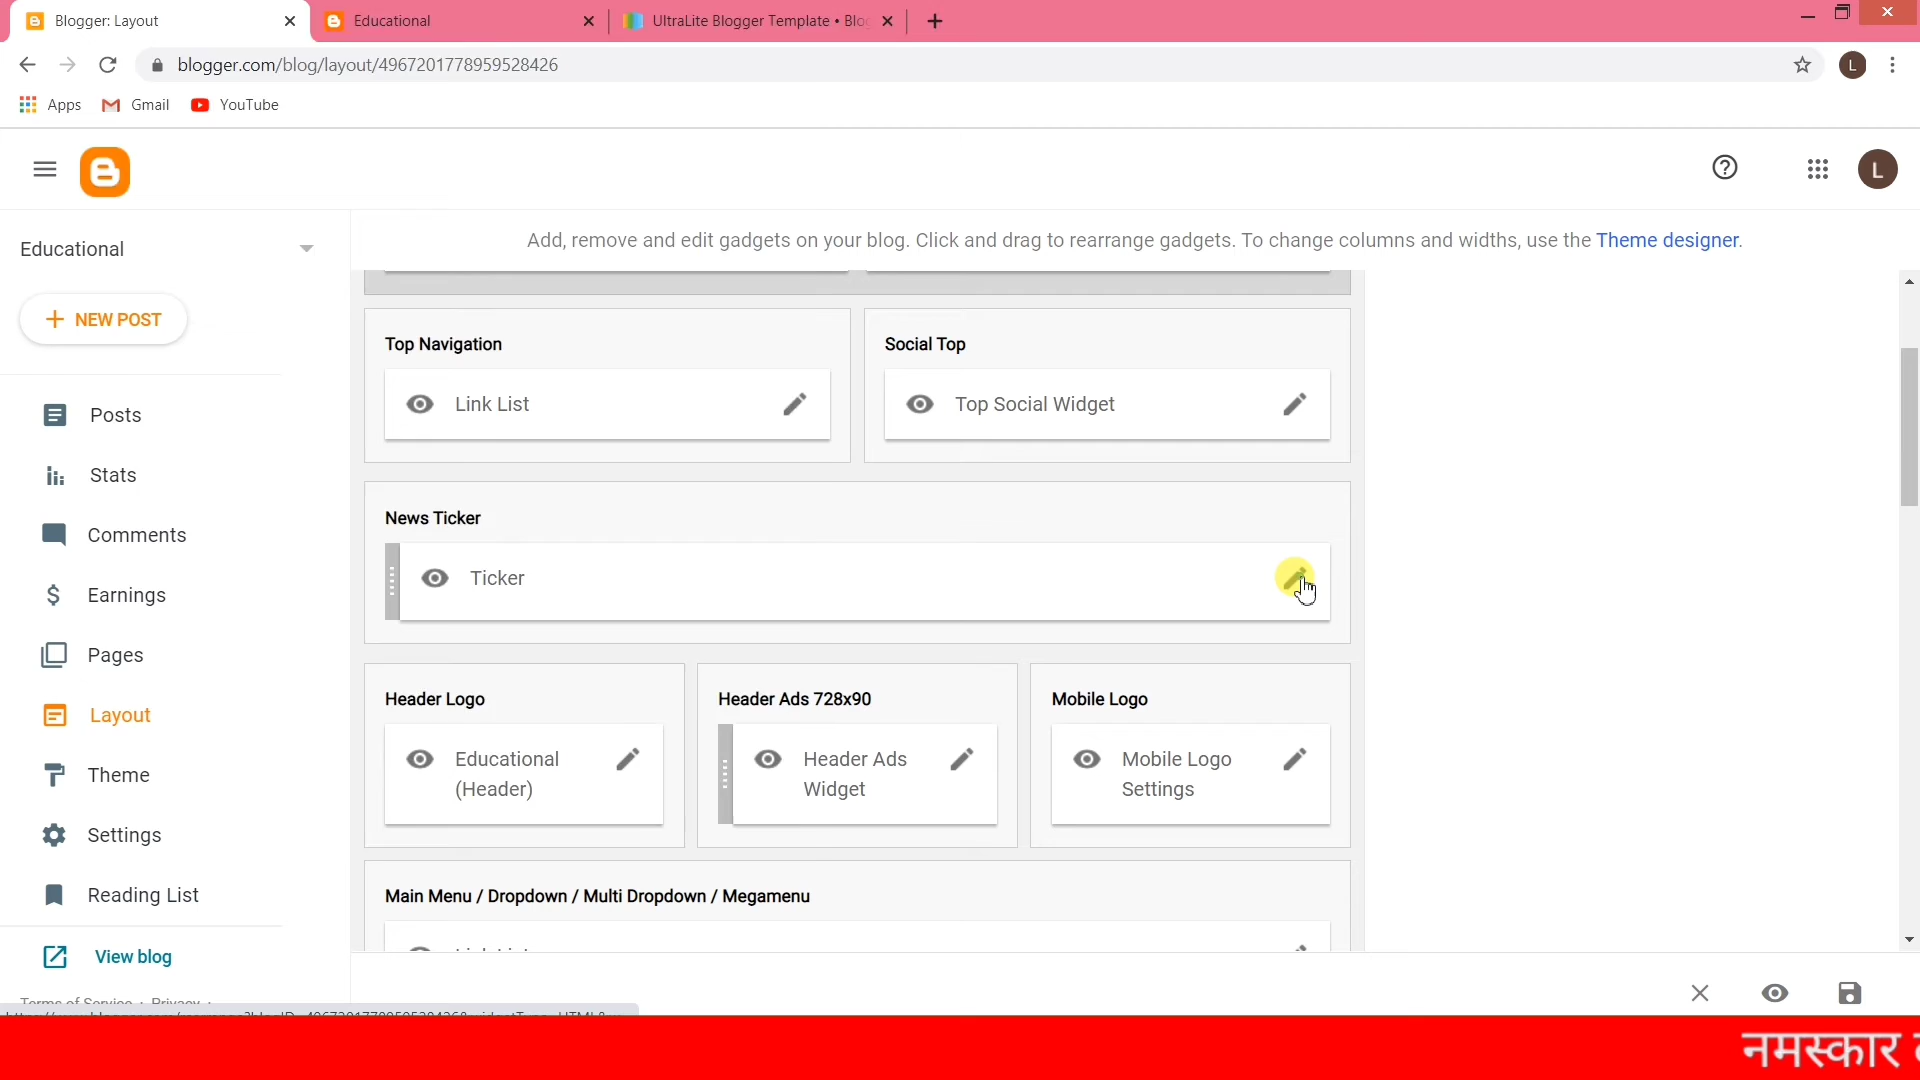 Blogger: Layout
Educational
UltraLite Blogger Template • Blo
blogger.com/blog/layout/4967201778959528426
L
Apps
Gmail
YouTube
L
Educational
Add, remove and edit gadgets on your blog. Click and drag to rearrange gadgets. To change columns and widths, use the Theme designer.
NEW POST
Top Navigation
Social Top
Link List
Top Social Widget
Posts
Stats
Comments
Earnings
Pages
Layout
Theme
Settings
Reading List
News Ticker
Ticker
Header Logo
Header Ads 728x90
Mobile Logo
Educational
(Header)
Header Ads
Widget
Mobile Logo
Settings
Main Menu / Dropdown / Multi Dropdown / Megamenu
View blog
Terms of Service · Privacy ·
नमस्कार